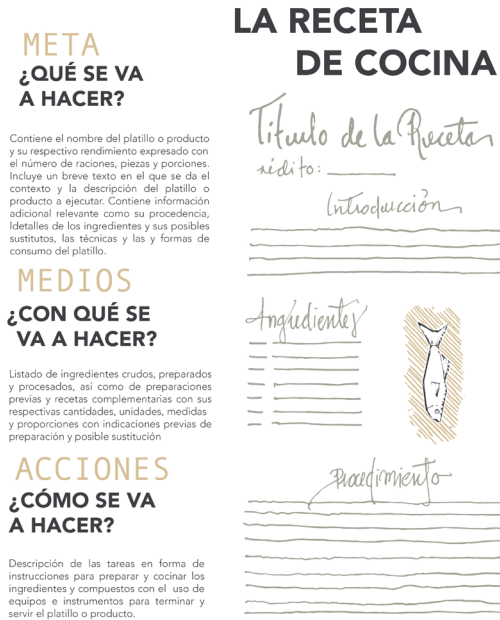 LA RECETA
DE COCINA
META
¿QUÉ SE VA
A HACER?
Contiene el nombre del platillo o producto
y su respectivo rendimiento expresado con
el número de raciones, piezas y porciones.
Incluye un breve texto en el que se da el
contexto y la descripción del platillo o
producto a ejecutar. Contiene información
adicional relevante como su procedencia,
ldetalles de los ingredientes y sus posibles
sustitutos, las técnicas y las y formas de
consumo del platillo.
MEDIOS
¿CON QUÉ SE
VA A HACER?
Listado de ingredientes crudos, preparados
y procesados, así como de preparaciones
previas y recetas complementarias con sus
respectivas cantidades, unidades, medidas
y proporciones con indicaciones previas de
preparación y posible sustitución
ACCIONES
¿CÓMO SE VA
A HACER?
Descripción de las tareas en forma de
instrucciones para preparar y cocinar los
ingredientes y compuestos con el uso de
equipos e instrumentos para terminar y
servir el platillo o producto.
Título de la Receta
rédito:
Introducción
Ingredientes
Procedimiento